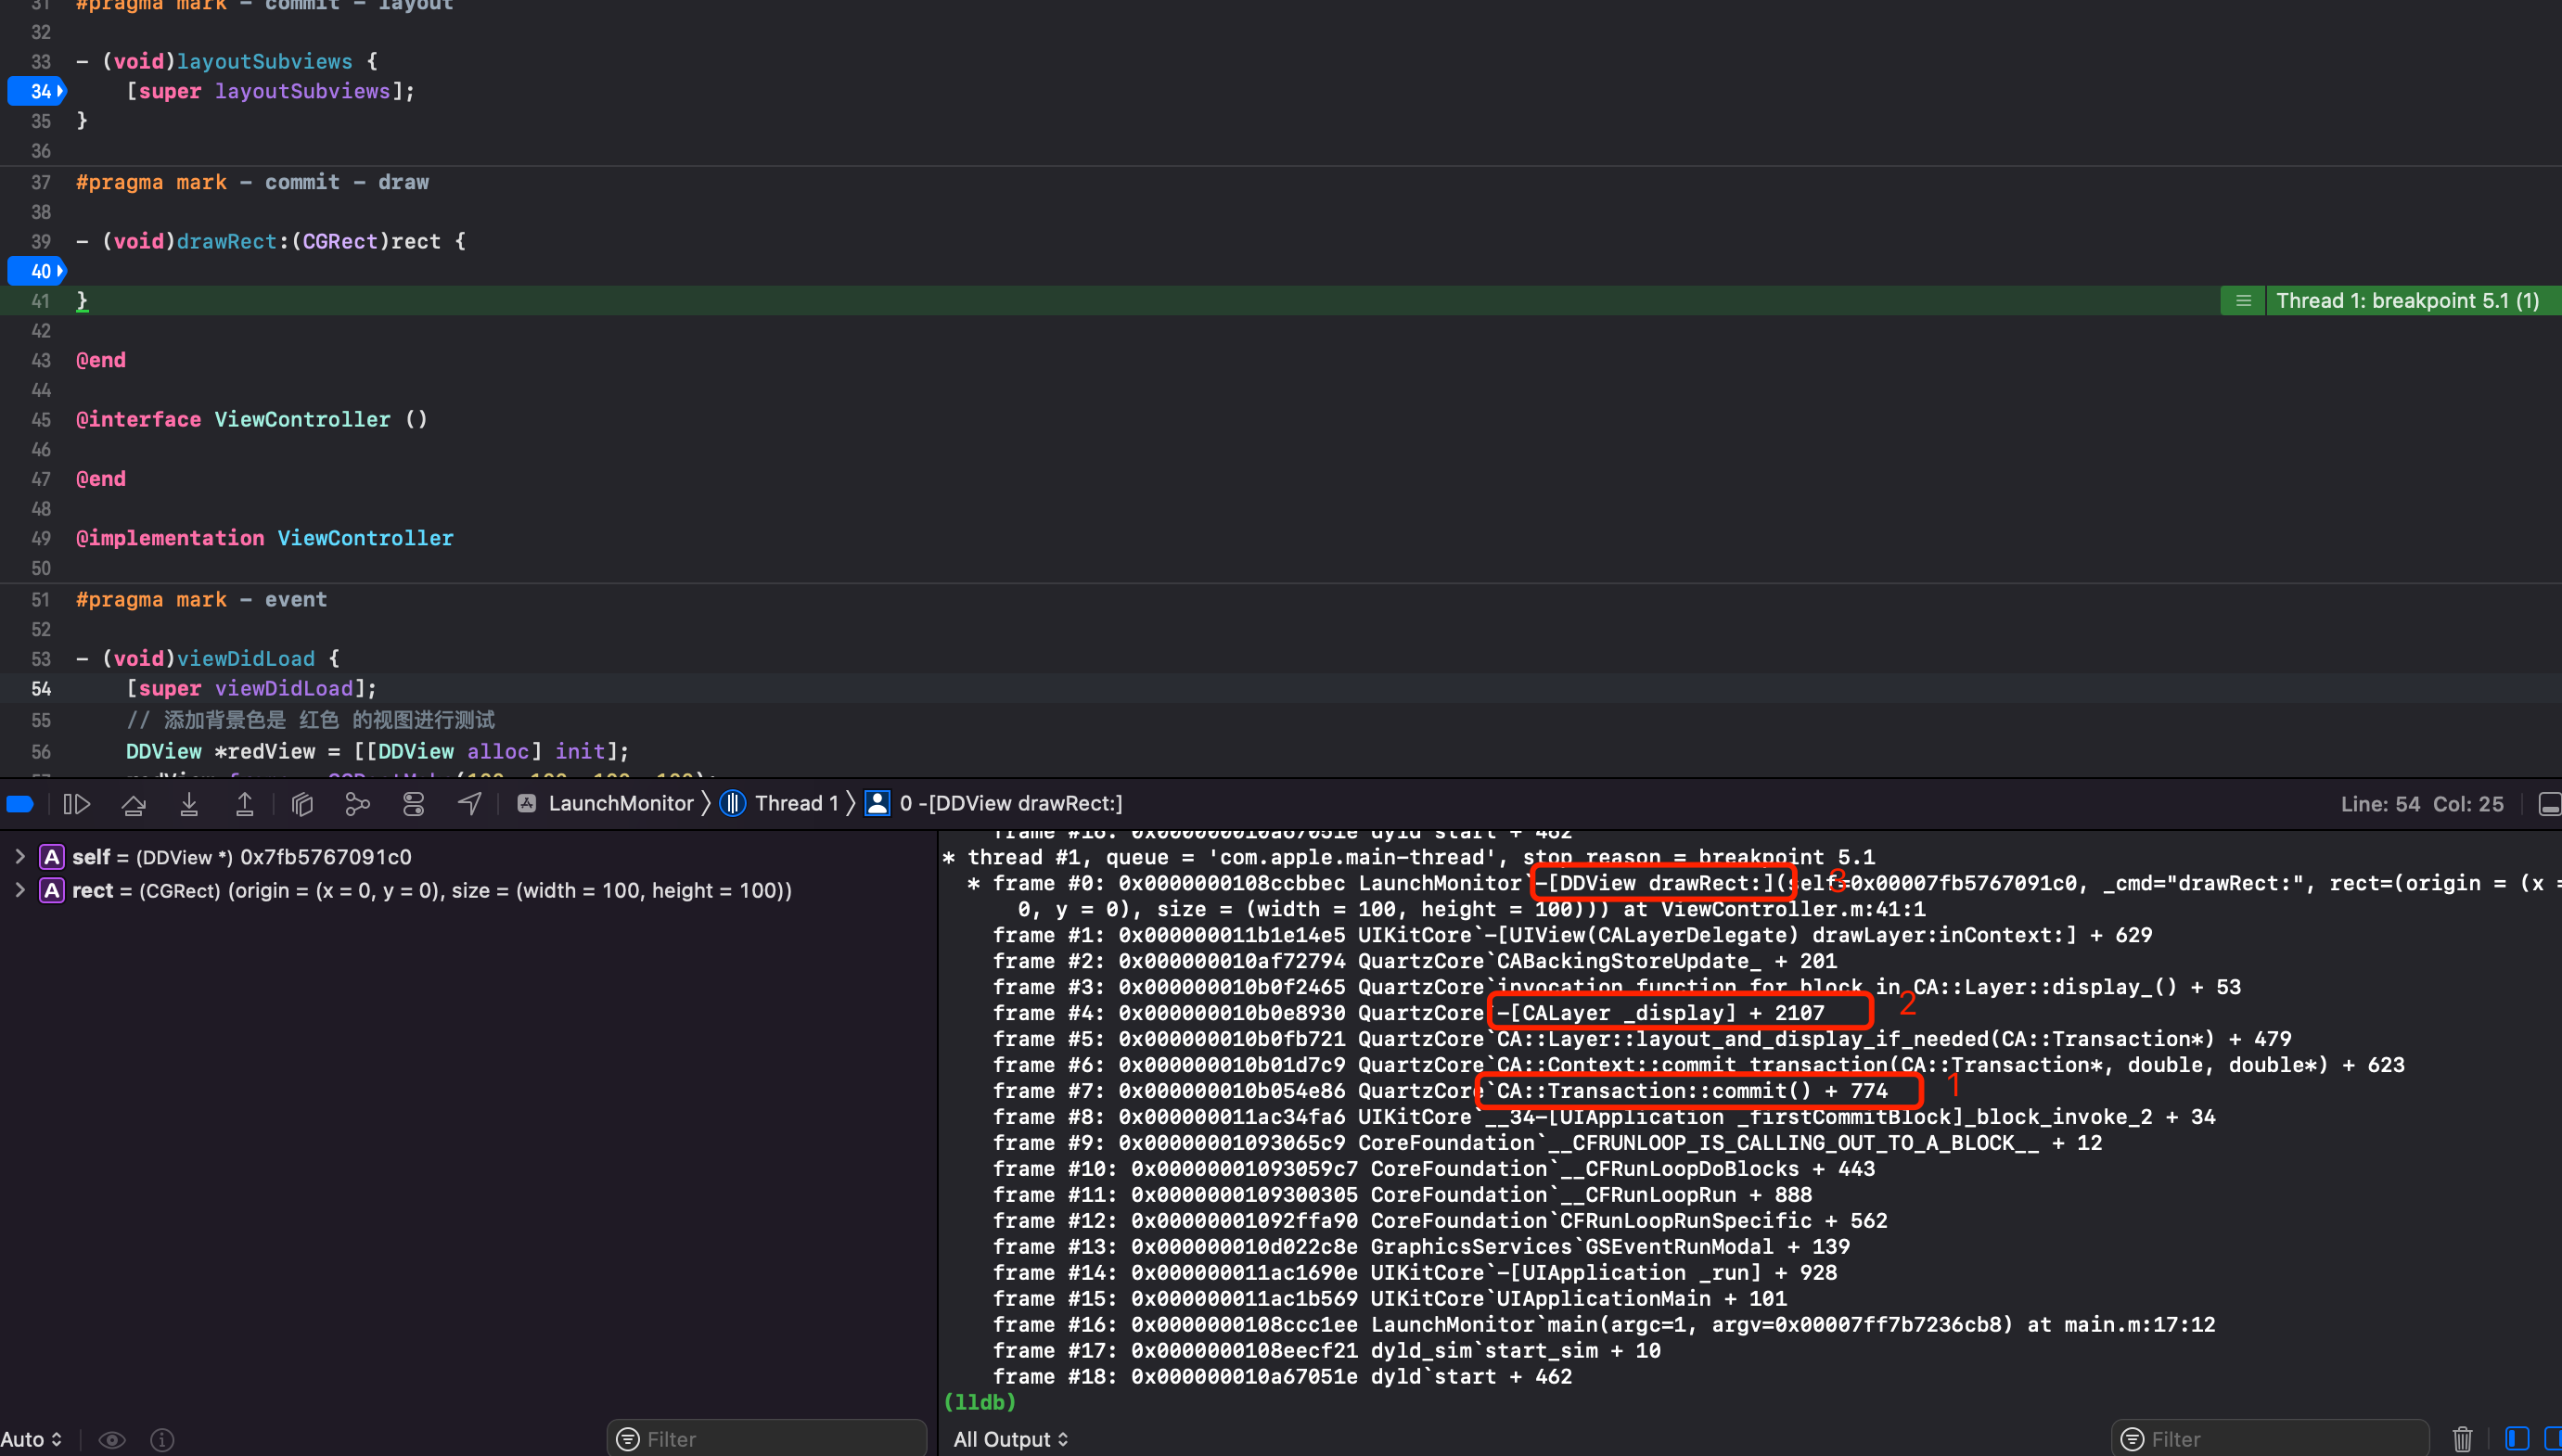 31 #pragma mark - commit - layout
32
33 - (void)layoutSubviews {
34 [super layoutSubviews];
35 }
36
37 #pragma mark - commit - draw
38
39 - (void)drawRect:(CGRect)rect {
40
41 } Thread 1: breakpoint 5.1 (1)
42
43 @end
44
45 @interface ViewController ()
46
47 @end
48
49 @implementation ViewController
50
51 #pragma mark - event
52
53 - (void)viewDidLoad {
54 [super viewDidLoad];
55 // 添加背景色是 红色 的视图进行测试
56 DDView *redView = [[DDView alloc] init];
LaunchMonitor Thread 1 0 -[DDView drawRect:] Line: 54 Col: 25
A self = (DDView *) 0x7fb5767091c0
A rect = (CGRect) (origin = (x = 0, y = 0), size = (width = 100, height = 100))
frame #18: 0x000000010a67051e dyld`start + 462
* thread #1, queue = 'com.apple.main-thread', stop reason = breakpoint 5.1
* frame #0: 0x0000000108ccbbec LaunchMonitor`-[DDView drawRect:](self=0x00007fb5767091c0, _cmd="drawRect:", rect=(origin = (x =
3
0, y = 0), size = (width = 100, height = 100))) at ViewController.m:41:1
frame #1: 0x000000011b1e14e5 UIKitCore`-[UIView(CALayerDelegate) drawLayer:inContext:] + 629
frame #2: 0x000000010af72794 QuartzCore`CABackingStoreUpdate_ + 201
frame #3: 0x000000010b0f2465 QuartzCore`invocation function for block in CA::Layer::display_() + 53
frame #4: 0x000000010b0e8930 QuartzCore`-[CALayer _display] + 2107
2
frame #5: 0x000000010b0fb721 QuartzCore`CA::Layer::layout_and_display_if_needed(CA::Transaction*) + 479
frame #6: 0x000000010b01d7c9 QuartzCore`CA::Context::commit_transaction(CA::Transaction*, double, double*) + 623
frame #7: 0x000000010b054e86 QuartzCore`CA::Transaction::commit() + 774
1
frame #8: 0x000000011ac34fa6 UIKitCore`__34-[UIApplication _firstCommitBlock]_block_invoke_2 + 34
frame #9: 0x00000001093065c9 CoreFoundation`__CFRUNLOOP_IS_CALLING_OUT_TO_A_BLOCK__ + 12
frame #10: 0x00000001093059c7 CoreFoundation`__CFRunLoopDoBlocks + 443
frame #11: 0x0000000109300305 CoreFoundation`__CFRunLoopRun + 888
frame #12: 0x00000001092ffa90 CoreFoundation`CFRunLoopRunSpecific + 562
frame #13: 0x000000010d022c8e GraphicsServices`GSEventRunModal + 139
frame #14: 0x000000011ac1690e UIKitCore`-[UIApplication _run] + 928
frame #15: 0x000000011ac1b569 UIKitCore`UIApplicationMain + 101
frame #16: 0x0000000108ccc1ee LaunchMonitor`main(argc=1, argv=0x00007ff7b7236cb8) at main.m:17:12
frame #17: 0x0000000108eecf21 dyld_sim`start_sim + 10
frame #18: 0x000000010a67051e dyld`start + 462
(lldb)
Auto Filter All Output Filter